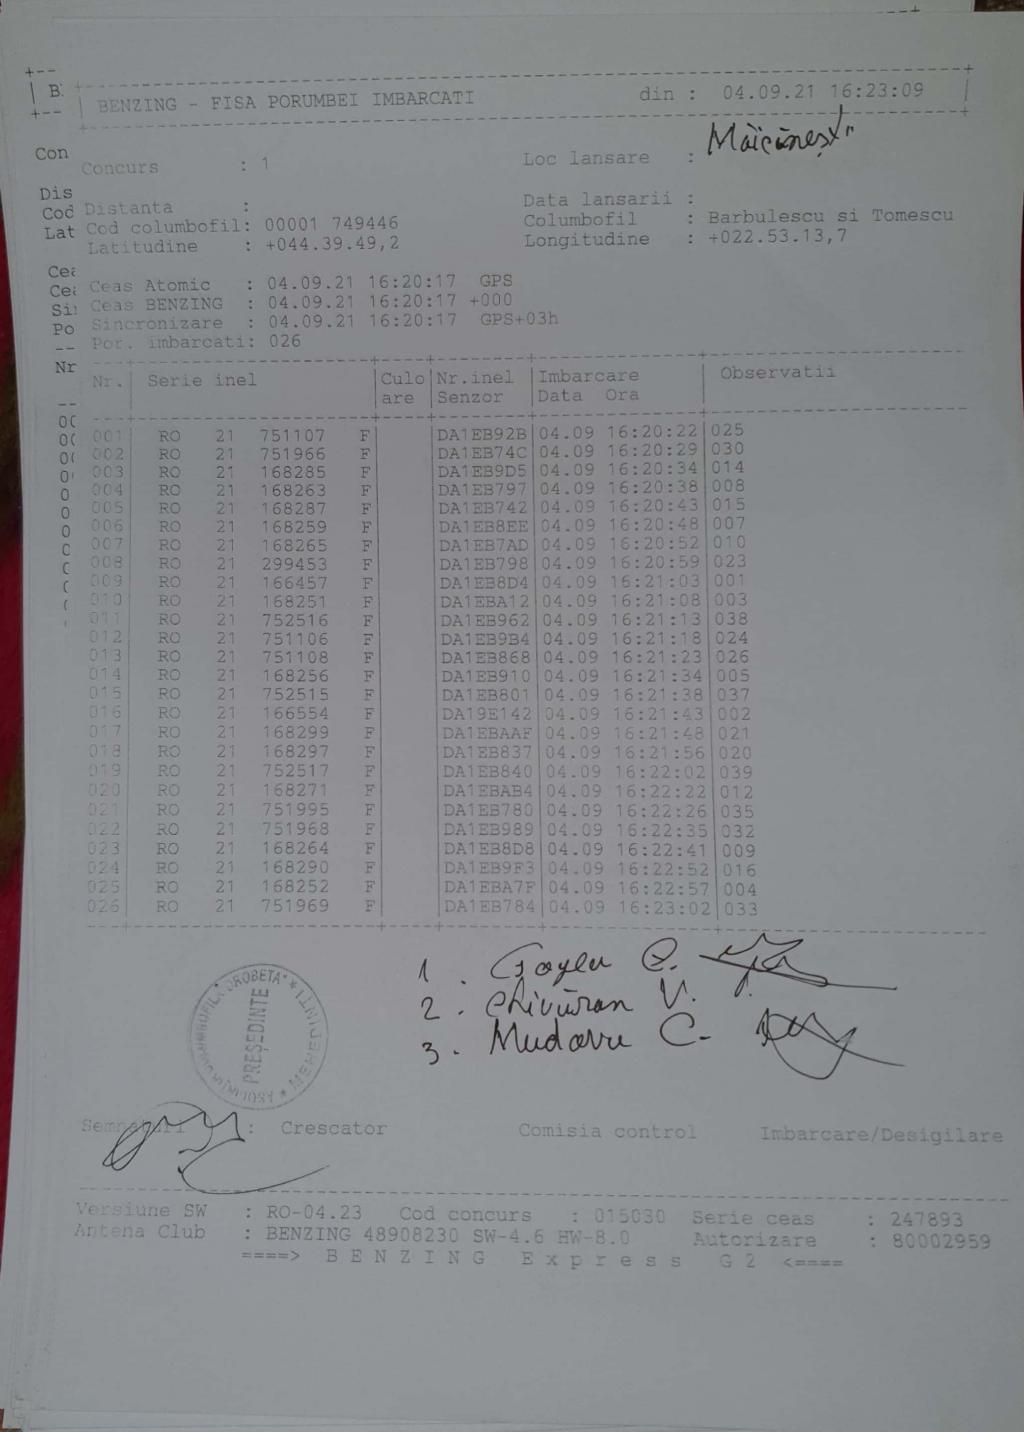 BENZING - FISA PORUMBEI IMBARCATI din : 04.09.21 16:23:09
Concurs : 1 Loc lansare :
Distanta : Data lansarii :
Cod columbofil: 00001 749446 Columbofil : Barbulescu si Tomescu
Latitudine : +044.39.49,2 Longitudine : +022.53.13,7
Ceas Atomic : 04.09.21 16:20:17 GPS
Ceas BENZING : 04.09.21 16:20:17 +000
Sincronizare : 04.09.21 16:20:17 GPS+03h
Por. imbarcati: 026
Nr. Serie inel Culo Nr.inel Imbarcare Observatii
are Senzor Data Ora
001 RO 21 751107 F DA1EB92B 04.09 16:20:22 025
002 RO 21 751966 F DA1EB74C 04.09 16:20:29 030
003 RO 21 168285 F DA1EB9D5 04.09 16:20:34 014
004 RO 21 168263 F DA1EB797 04.09 16:20:38 008
005 RO 21 168287 F DA1EB742 04.09 16:20:43 015
006 RO 21 168259 F DA1EB8EE 04.09 16:20:48 007
007 RO 21 168265 F DA1EB7AD 04.09 16:20:52 010
008 RO 21 299453 F DA1EB798 04.09 16:20:59 023
009 RO 21 166457 F DA1EB8D4 04.09 16:21:03 001
010 RO 21 168251 F DA1EBA12 04.09 16:21:08 003
011 RO 21 752516 F DA1EB962 04.09 16:21:13 038
012 RO 21 751106 F DA1EB9B4 04.09 16:21:18 024
013 RO 21 751108 F DA1EB868 04.09 16:21:23 026
014 RO 21 168256 F DA1EB910 04.09 16:21:34 005
015 RO 21 752515 F DA1EB801 04.09 16:21:38 037
016 RO 21 166554 F DA19E142 04.09 16:21:43 002
017 RO 21 168299 F DA1EBAAF 04.09 16:21:48 021
018 RO 21 168297 F DA1EB837 04.09 16:21:56 020
019 RO 21 752517 F DA1EB840 04.09 16:22:02 039
020 RO 21 168271 F DA1EBAB4 04.09 16:22:22 012
021 RO 21 751995 F DA1EB780 04.09 16:22:26 035
022 RO 21 751968 F DA1EB989 04.09 16:22:35 032
023 RO 21 168264 F DA1EB8D8 04.09 16:22:41 009
024 RO 21 168290 F DA1EB9F3 04.09 16:22:52 016
025 RO 21 168252 F DA1EBA7F 04.09 16:22:57 004
026 RO 21 751969 F DA1EB784 04.09 16:23:02 033
1.
2. V.
3. C.
PREȘEDINTE
Semnaturi : Crescator Comisia control Imbarcare/Desigilare
Versiune SW : RO-04.23 Cod concurs : 015030 Serie ceas : 247893
Antena Club : BENZING 48908230 SW-4.6 HW-8.0 Autorizare : 80002959
====> B E N Z I N G E x p r e s s G 2 <====